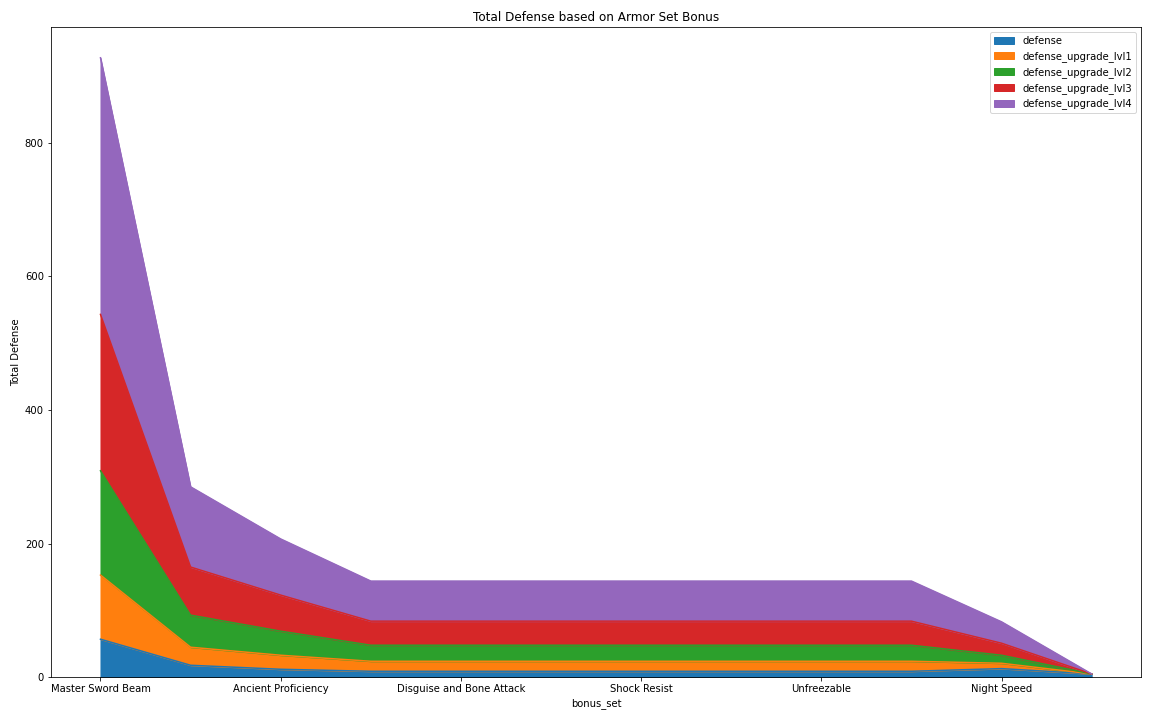 Total Defense based on Armor Set Bonus
defense
defense_upgrade_lvl1
defense_upgrade_lvl2
defense_upgrade_lvl3
defense_upgrade_lvl4
800
600
400
200
0
Total Defense
Master Sword Beam
Ancient Proficiency
Disguise and Bone Attack
Shock Resist
Unfreezable
Night Speed
bonus_set